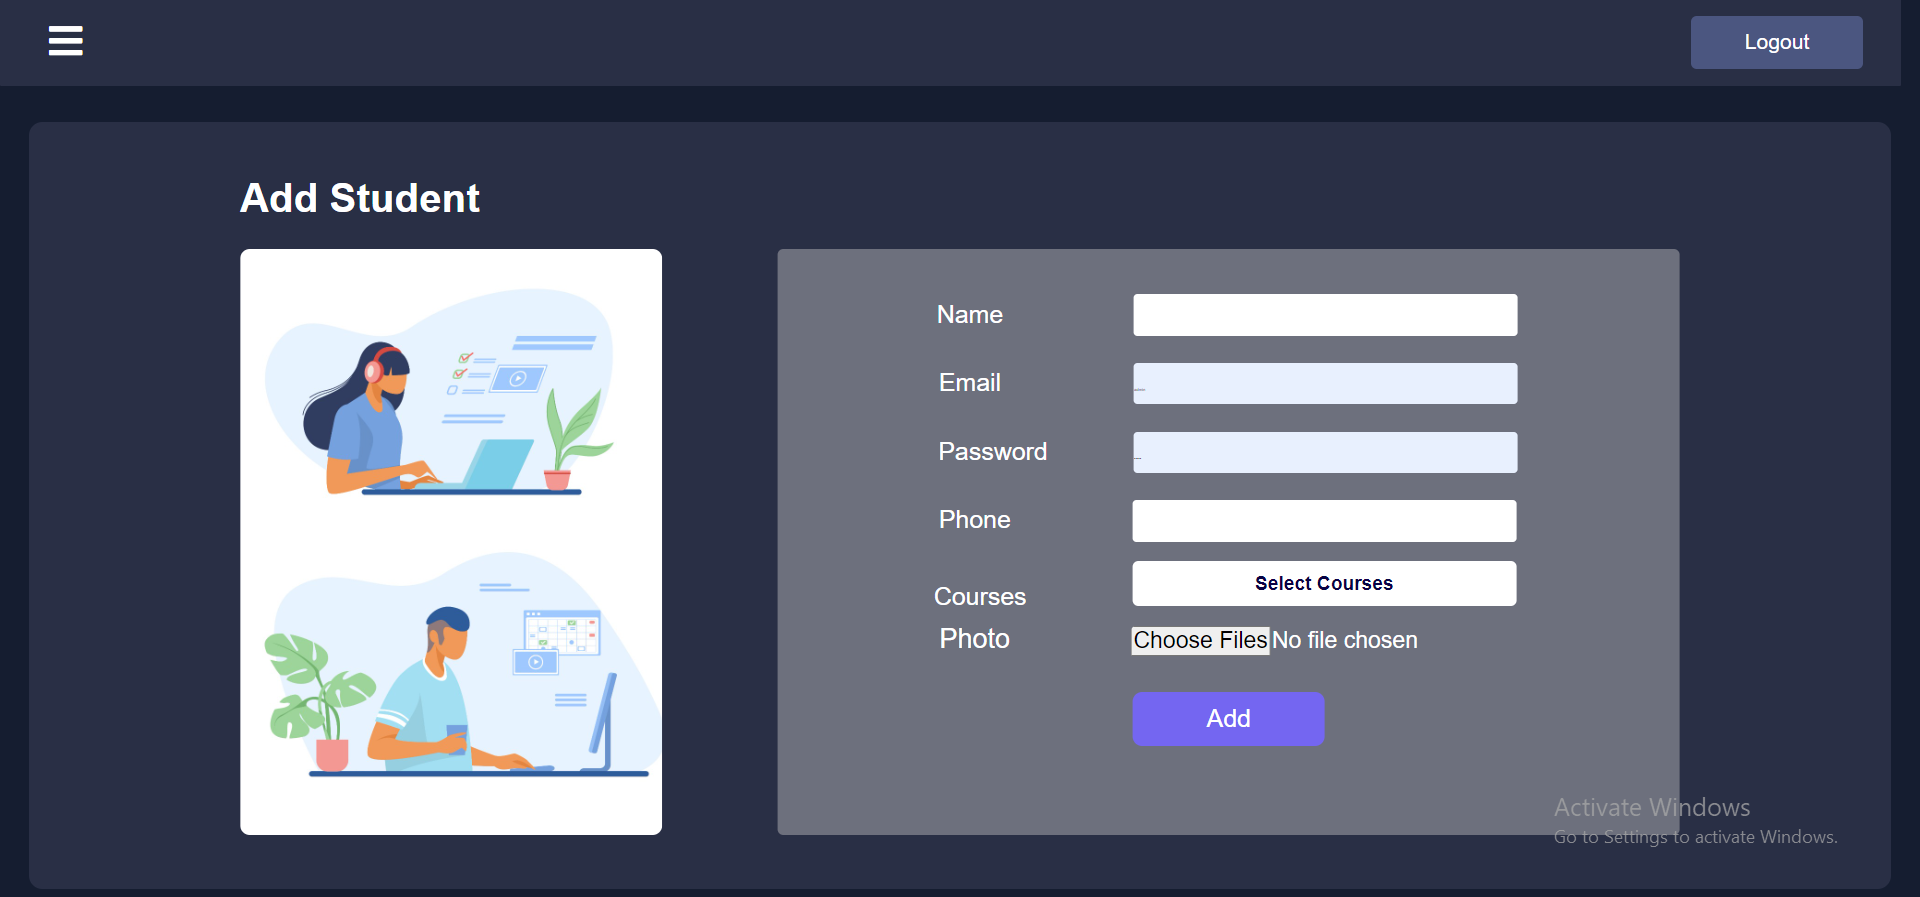 Logout
Add Student
Name
Email
Password
Phone
Courses
Select Courses
Photo
Choose Files No file chosen
Add
Activate Windows
Go to Settings to activate Windows.